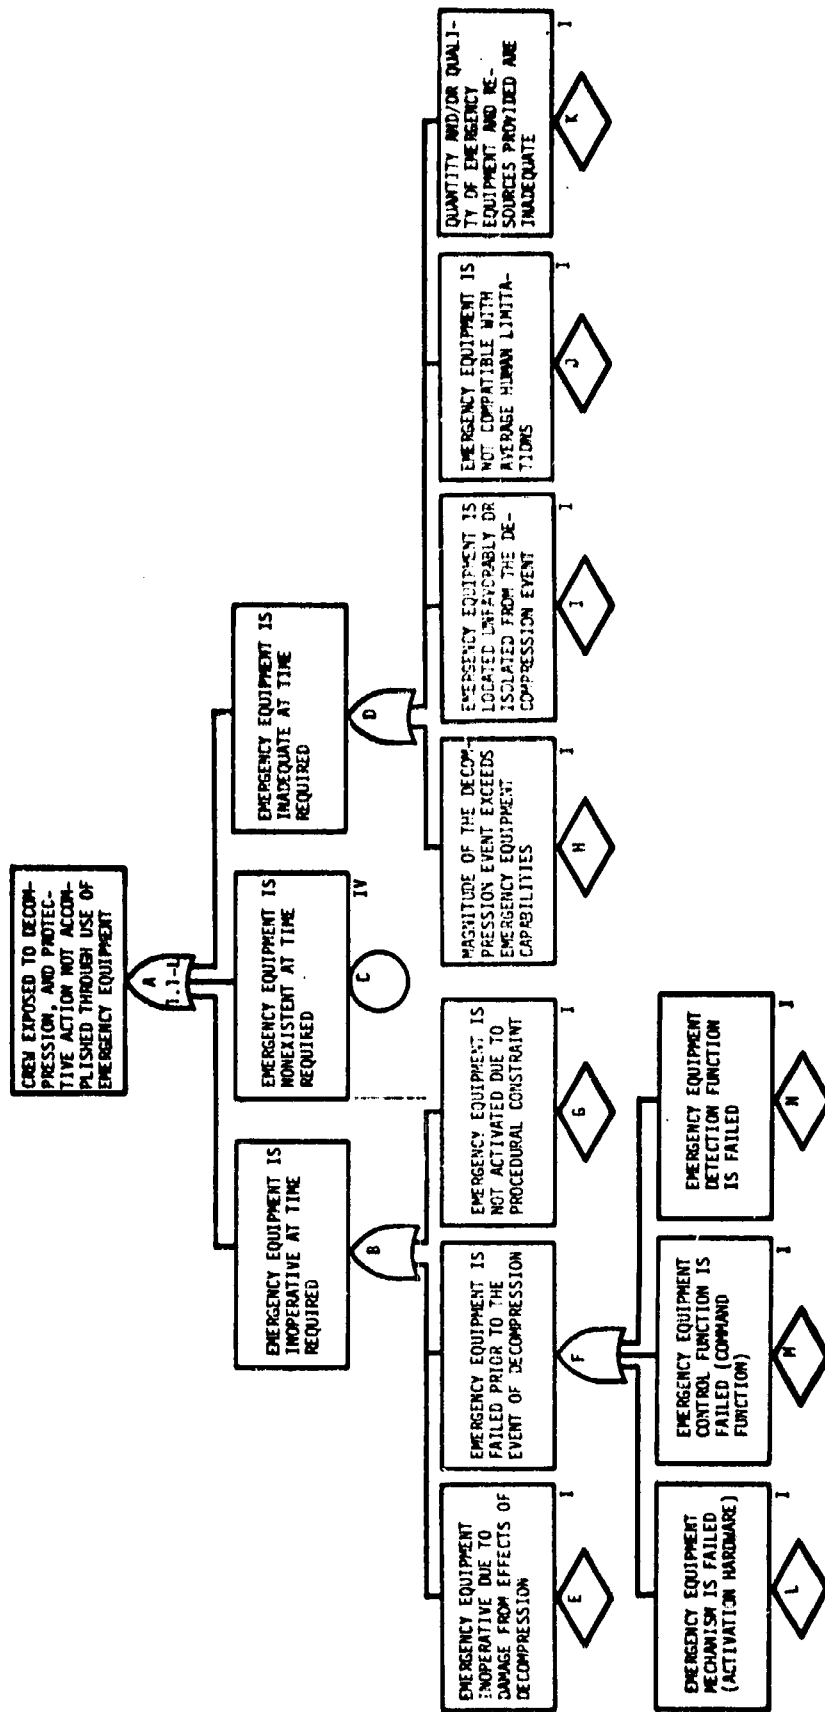 CREW EXPOSED TO DECOM-
PRESSION, AND PROTEC-
TIVE ACTION NOT ACCOM-
PLISHED THROUGH USE OF
EMERGENCY EQUIPMENT
A
1.1-4
EMERGENCY EQUIPMENT IS
INOPERATIVE AT TIME
REQUIRED
B
EMERGENCY EQUIPMENT IS
NONEXISTENT AT TIME
REQUIRED
IV
C
EMERGENCY EQUIPMENT IS
INADEQUATE AT TIME
REQUIRED
D
EMERGENCY EQUIPMENT
INOPERATIVE DUE TO
DAMAGE FROM EFFECTS OF
DECOMPRESSION
I
E
EMERGENCY EQUIPMENT IS
FAILED PRIOR TO THE
EVENT OF DECOMPRESSION
F
EMERGENCY EQUIPMENT IS
NOT ACTIVATED DUE TO
PROCEDURAL CONSTRAINT
I
G
MAGNITUDE OF THE DECOM-
PRESSION EVENT EXCEEDS
EMERGENCY EQUIPMENT
CAPABILITIES
I
H
EMERGENCY EQUIPMENT IS
LOCATED UNFAVORABLY OR
ISOLATED FROM THE DE-
COMPRESSION EVENT
I
I
EMERGENCY EQUIPMENT IS
NOT COMPATIBLE WITH
AVERAGE HUMAN LIMITA-
TIONS
I
J
QUANTITY AND/OR QUALI-
TY OF EMERGENCY
EQUIPMENT AND RE-
SOURCES PROVIDED ARE
INADEQUATE
I
K
EMERGENCY EQUIPMENT
MECHANISM IS FAILED
(ACTIVATION HARDWARE)
I
L
EMERGENCY EQUIPMENT
CONTROL FUNCTION IS
FAILED (COMMAND
FUNCTION)
I
M
EMERGENCY EQUIPMENT
DETECTION FUNCTION
IS FAILED
I
N